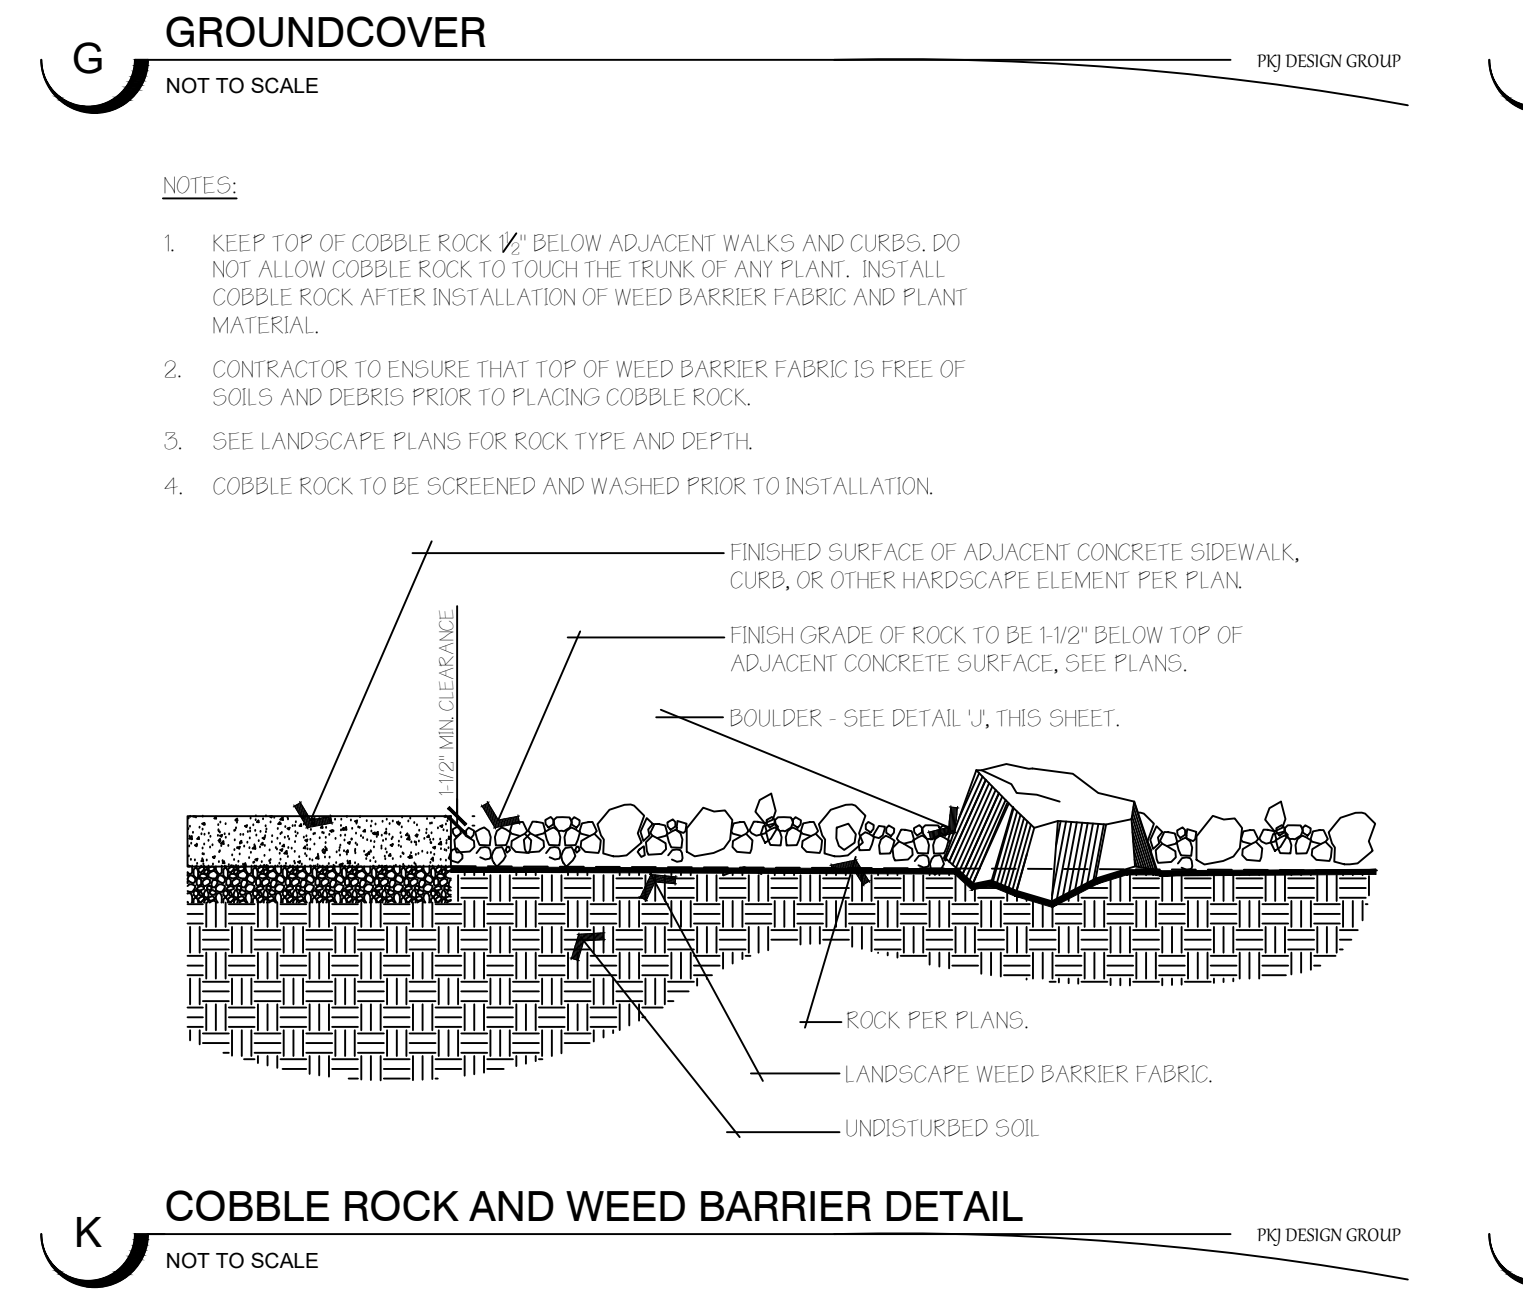 G
GROUNDCOVER
PKJ DESIGN GROUP
NOT TO SCALE
NOTES:
1. KEEP TOP OF COBBLE ROCK 1½" BELOW ADJACENT WALKS AND CURBS. DO
NOT ALLOW COBBLE ROCK TO TOUCH THE TRUNK OF ANY PLANT. INSTALL
COBBLE ROCK AFTER INSTALLATION OF WEED BARRIER FABRIC AND PLANT
MATERIAL.
2. CONTRACTOR TO ENSURE THAT TOP OF WEED BARRIER FABRIC IS FREE OF
SOILS AND DEBRIS PRIOR TO PLACING COBBLE ROCK.
3. SEE LANDSCAPE PLANS FOR ROCK TYPE AND DEPTH.
4. COBBLE ROCK TO BE SCREENED AND WASHED PRIOR TO INSTALLATION.
FINISHED SURFACE OF ADJACENT CONCRETE SIDEWALK,
CURB, OR OTHER HARDSCAPE ELEMENT PER PLAN.
1-1/2" MIN. CLEARANCE
FINISH GRADE OF ROCK TO BE 1-1/2" BELOW TOP OF
ADJACENT CONCRETE SURFACE, SEE PLANS.
BOULDER - SEE DETAIL 'J', THIS SHEET.
ROCK PER PLANS.
LANDSCAPE WEED BARRIER FABRIC.
UNDISTURBED SOIL
K
COBBLE ROCK AND WEED BARRIER DETAIL
PKJ DESIGN GROUP
NOT TO SCALE